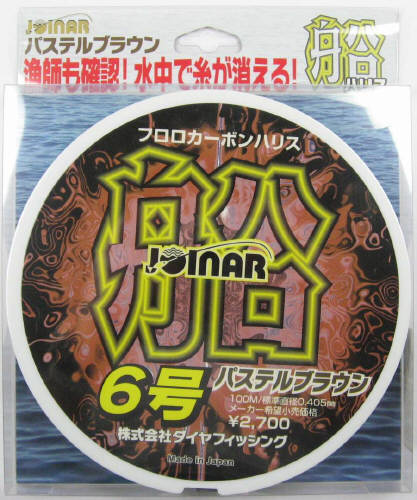 JOINAR
パステルブラウン
漁師も確認!水中で糸が消える!
船
ハリス
フロロカーボンハリス
船
JOINAR
6号
パステルブラウン
100M/標準直径0.405mm
メーカー希望小売価格
¥2,700
株式会社ダイヤフィッシング
Made in Japan